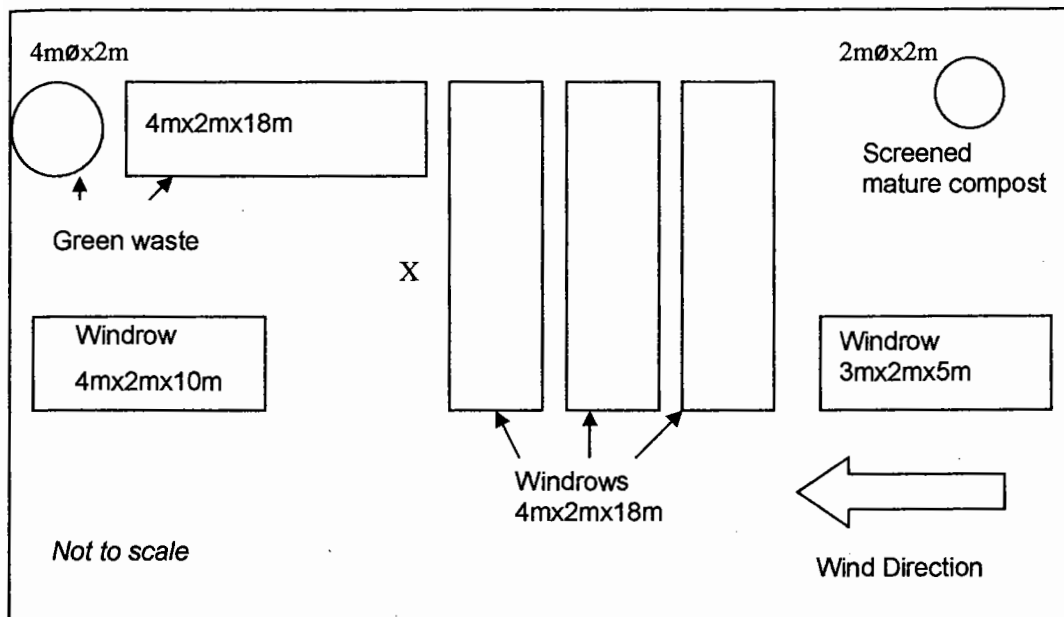 4møx2m
2møx2m
4mx2mx18m
Screened
mature compost
Green waste
X
Windrow
4mx2mx10m
Windrow
3mx2mx5m
Windrows
4mx2mx18m
Not to scale
Wind Direction